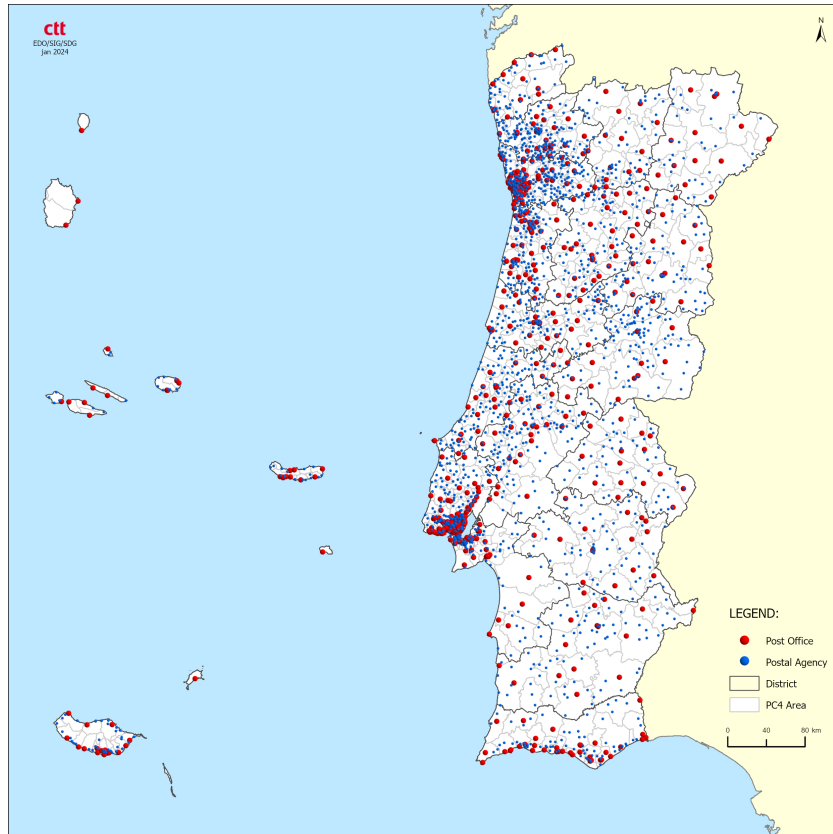 ctt
EDO/SIG/SDG
jan 2024
N
LEGEND:
Post Office
Postal Agency
District
PC4 Area
0 40 80 km